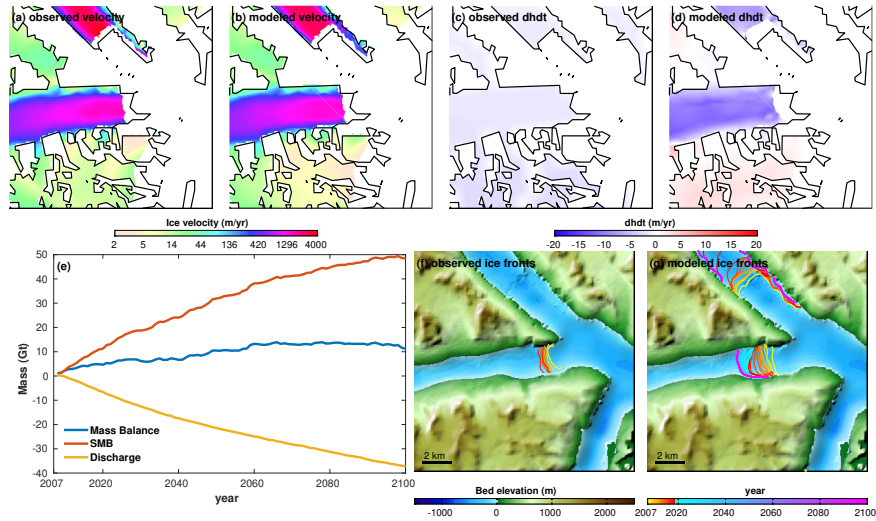 (a) observed velocity
(b) modeled velocity
(c) observed dhdt
(d) modeled dhdt
Ice velocity (m/yr)
2 5 14 44 136 420 1296 4000
dhdt (m/yr)
-20 -15 -10 -5 0 5 10 15 20
(e)
50
40
30
20
10
0
-10
-20
-30
-40
Mass (Gt)
Mass Balance
SMB
Discharge
2007 2020 2040 2060 2080 2100
year
(f) observed ice fronts
2 km
(g) modeled ice fronts
2 km
Bed elevation (m)
-1000 0 1000 2000
year
2007 2020 2040 2060 2080 2100